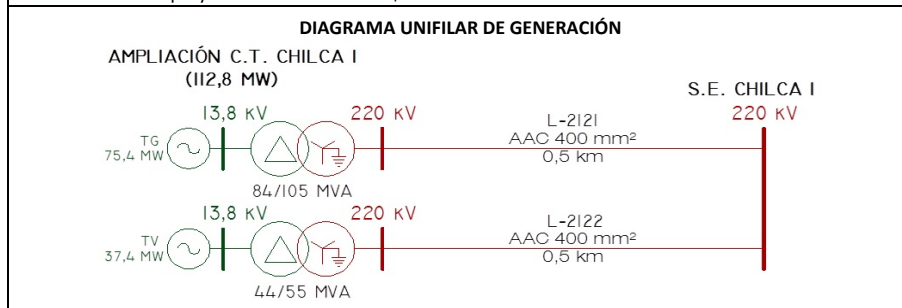 DIAGRAMA UNIFILAR DE GENERACIÓN
AMPLIACIÓN C.T. CHILCA I
(112,8 MW)
S.E. CHILCA I
13,8 KV
220 KV
L-2121
220 KV
TG
75,4 MW
AAC 400 mm²
0,5 km
84/105 MVA
13,8 KV
220 KV
L-2122
TV
37,4 MW
AAC 400 mm²
0,5 km
44/55 MVA